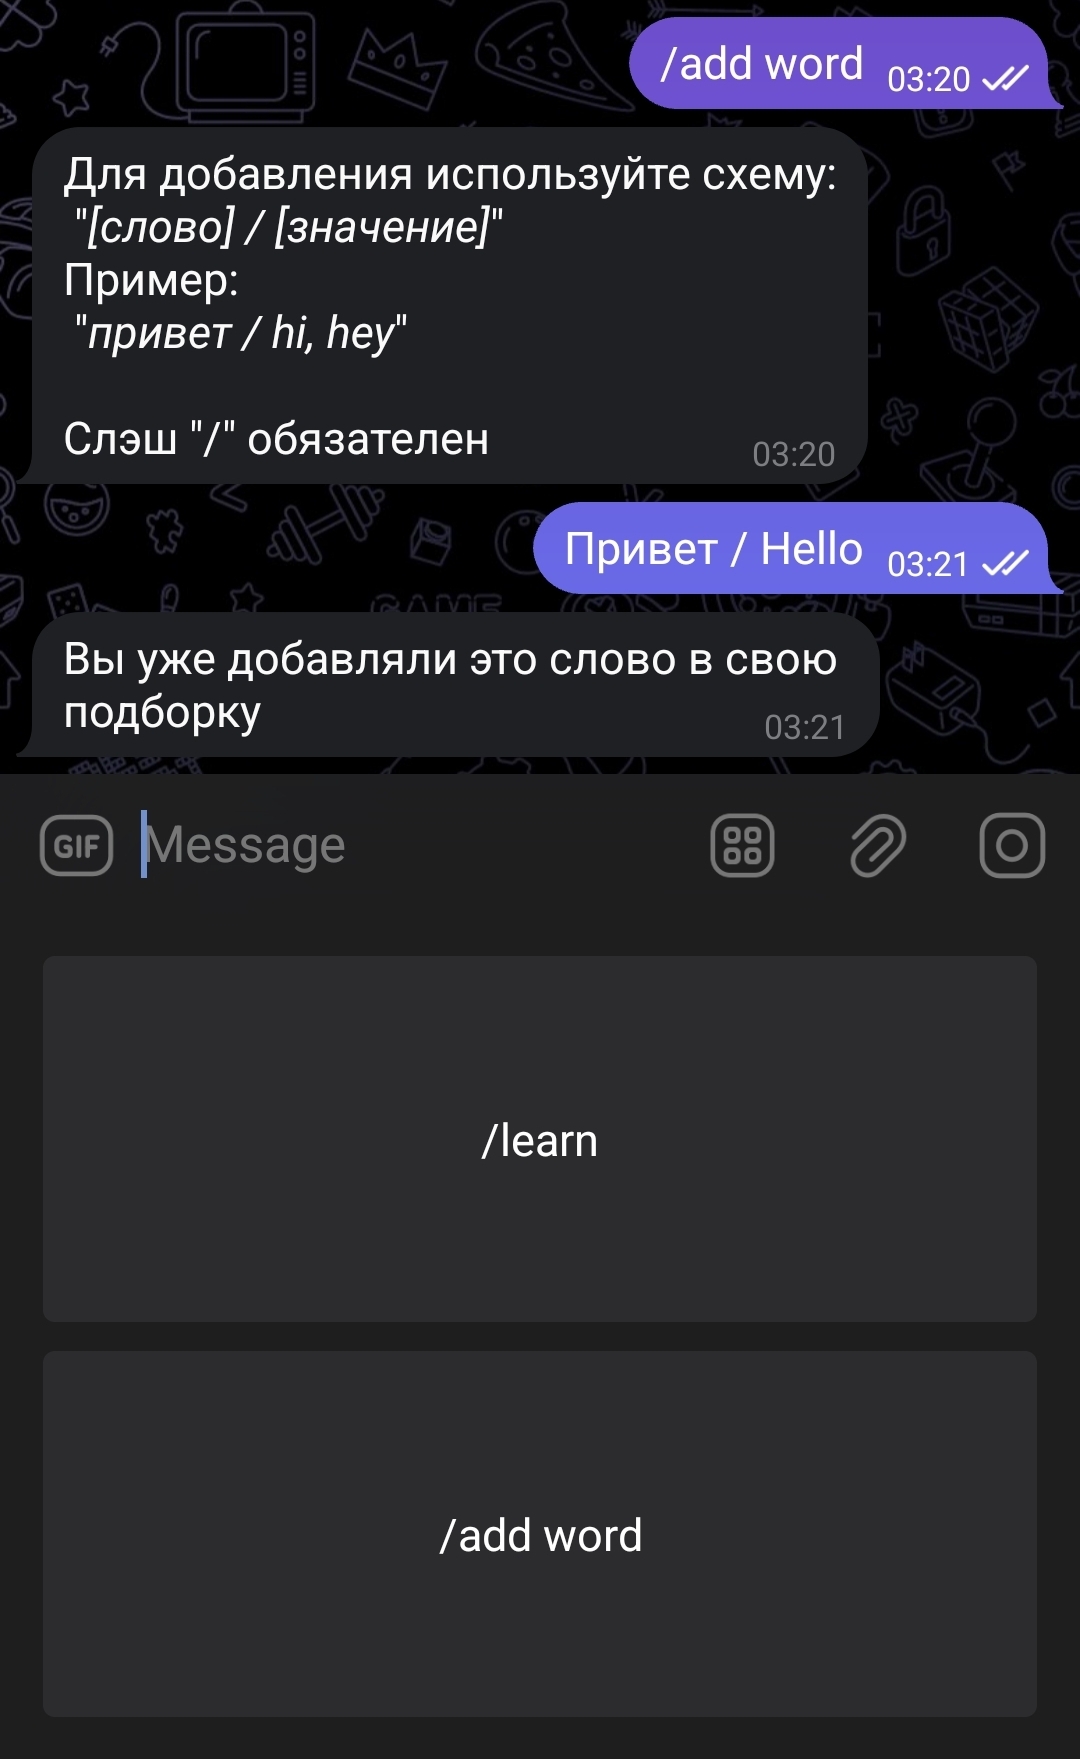 /add word 03:20
Для добавления используйте схему:
"[слово] / [значение]"
Пример:
"привет / hi, hey"
Слэш "/" обязателен 03:20
Привет / Hello 03:21
GAME
Вы уже добавляли это слово в свою
подборку 03:21
GIF Message
/learn
/add word